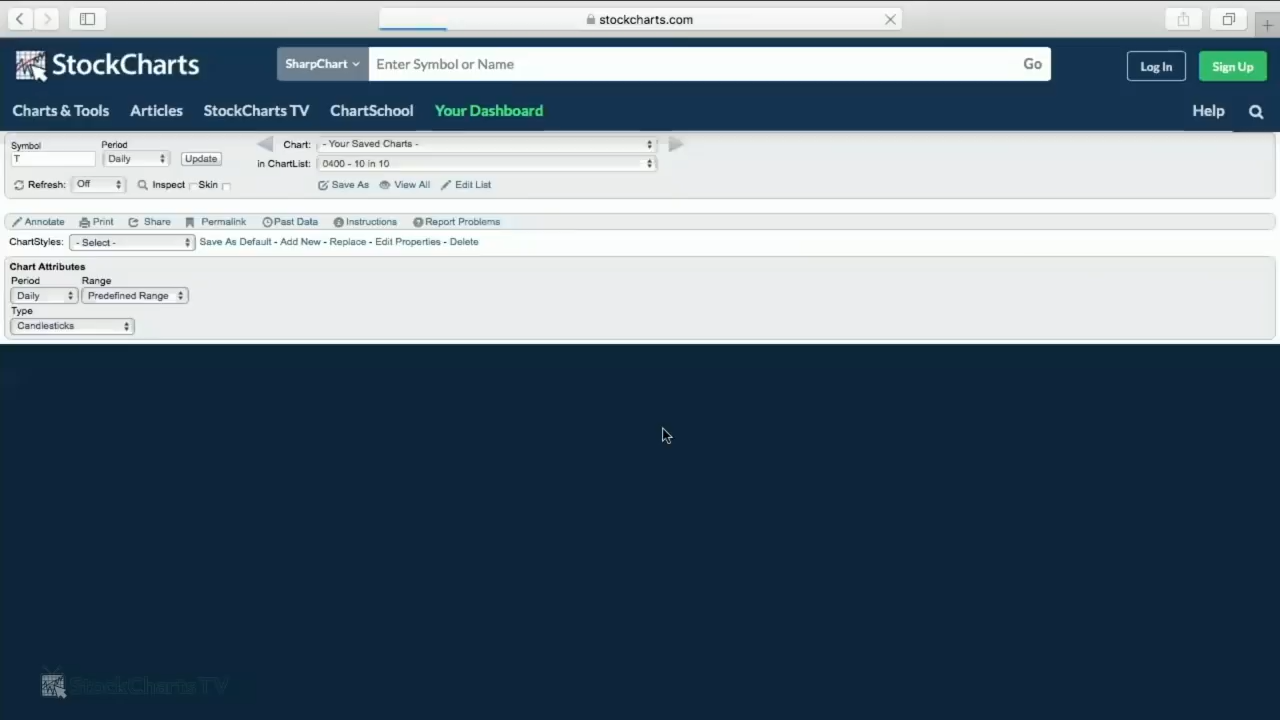 stockcharts.com
StockCharts
SharpChart
Enter Symbol or Name
Go
Log In
Sign Up
Charts & Tools
Articles
StockCharts TV
ChartSchool
Your Dashboard
Help
Symbol
Period
Chart:
- Your Saved Charts -
T
Daily
Update
in ChartList:
0400 - 10 in 10
Refresh:
Off
Inspect
Skin
Save As
View All
Edit List
Annotate
Print
Share
Permalink
Past Data
Instructions
Report Problems
ChartStyles:
- Select -
Save As Default - Add New - Replace - Edit Properties - Delete
Chart Attributes
Period
Range
Daily
Predefined Range
Type
Candlesticks
StockCharts TV